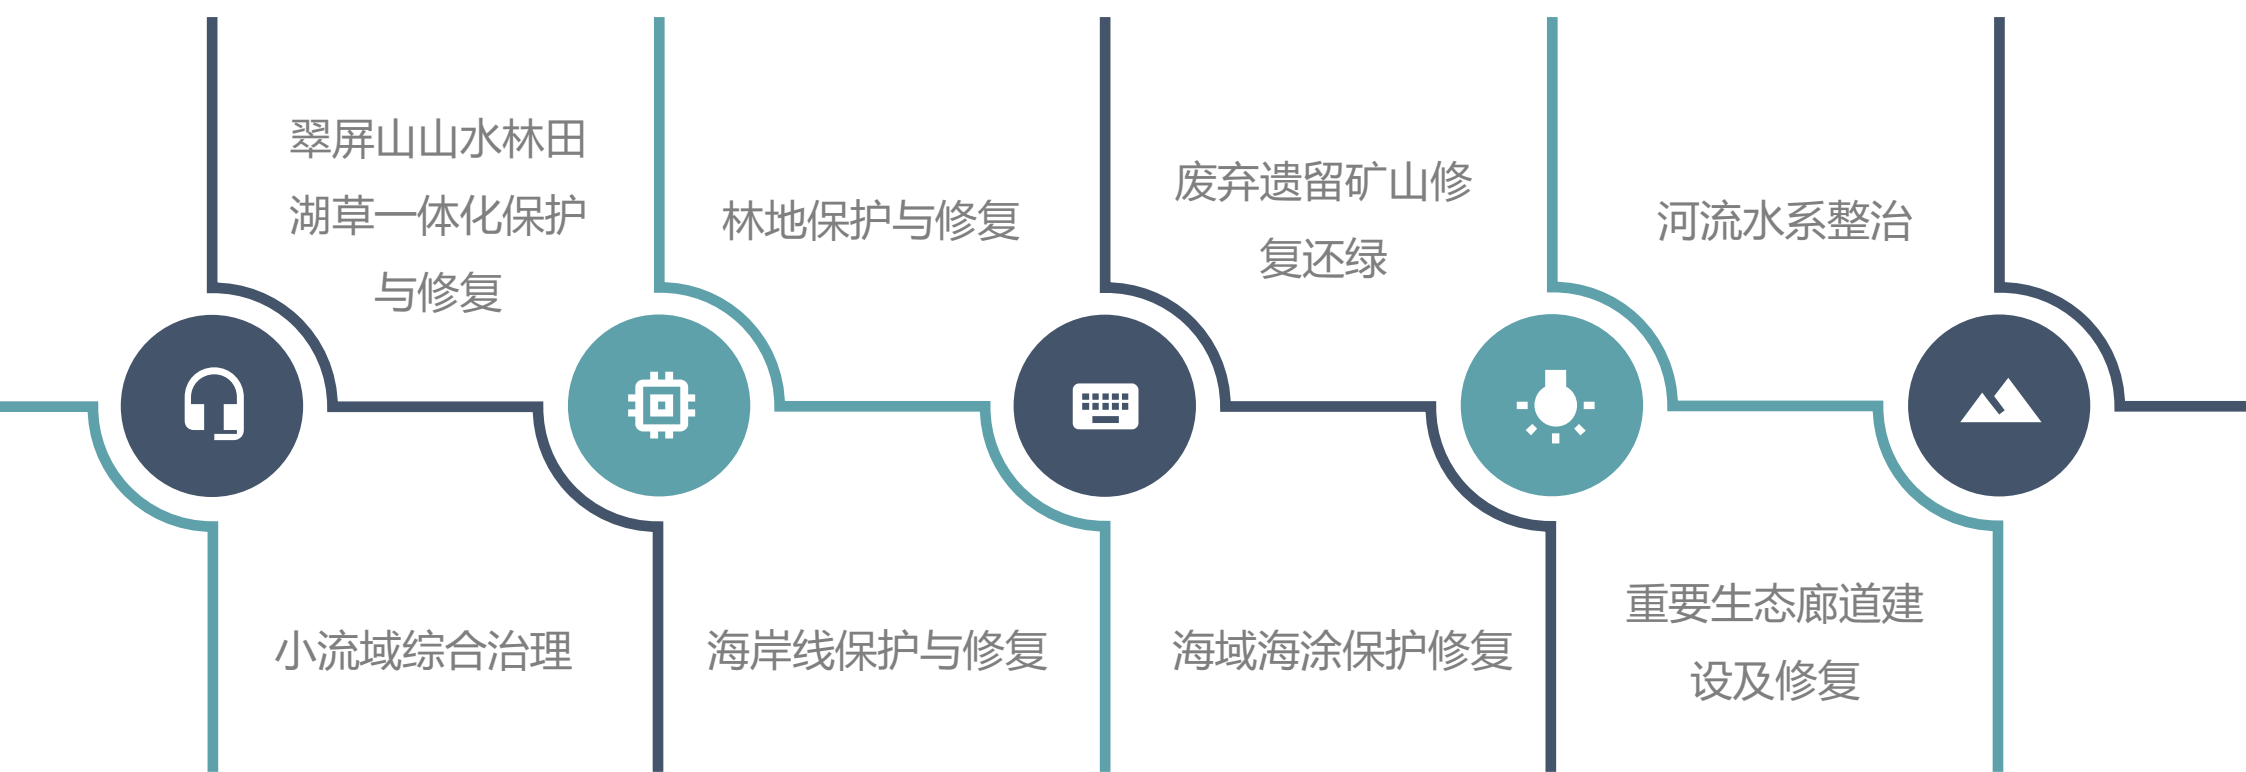 翠屏山山水林田
湖草一体化保护
与修复
林地保护与修复
废弃遗留矿山修
复还绿
河流水系整治
小流域综合治理
海岸线保护与修复
海域海涂保护修复
重要生态廊道建
设及修复